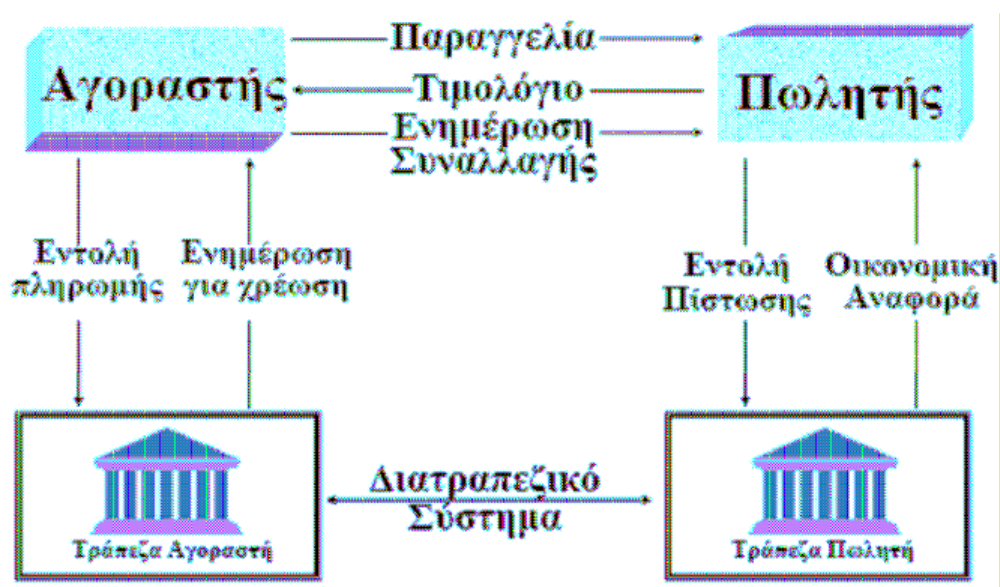 Παραγγελία
Αγοραστής
Τιμολόγιο
Πωλητής
Ενημέρωση
Συναλλαγής
Εντολή
πληρωμής
Ενημέρωση
για χρέωση
Εντολή
Πίστωσης
Οικονομική
Αναφορά
Διατραπεζικό
Σύστημα
Τράπεζα Αγοραστή
Τράπεζα Πωλητή